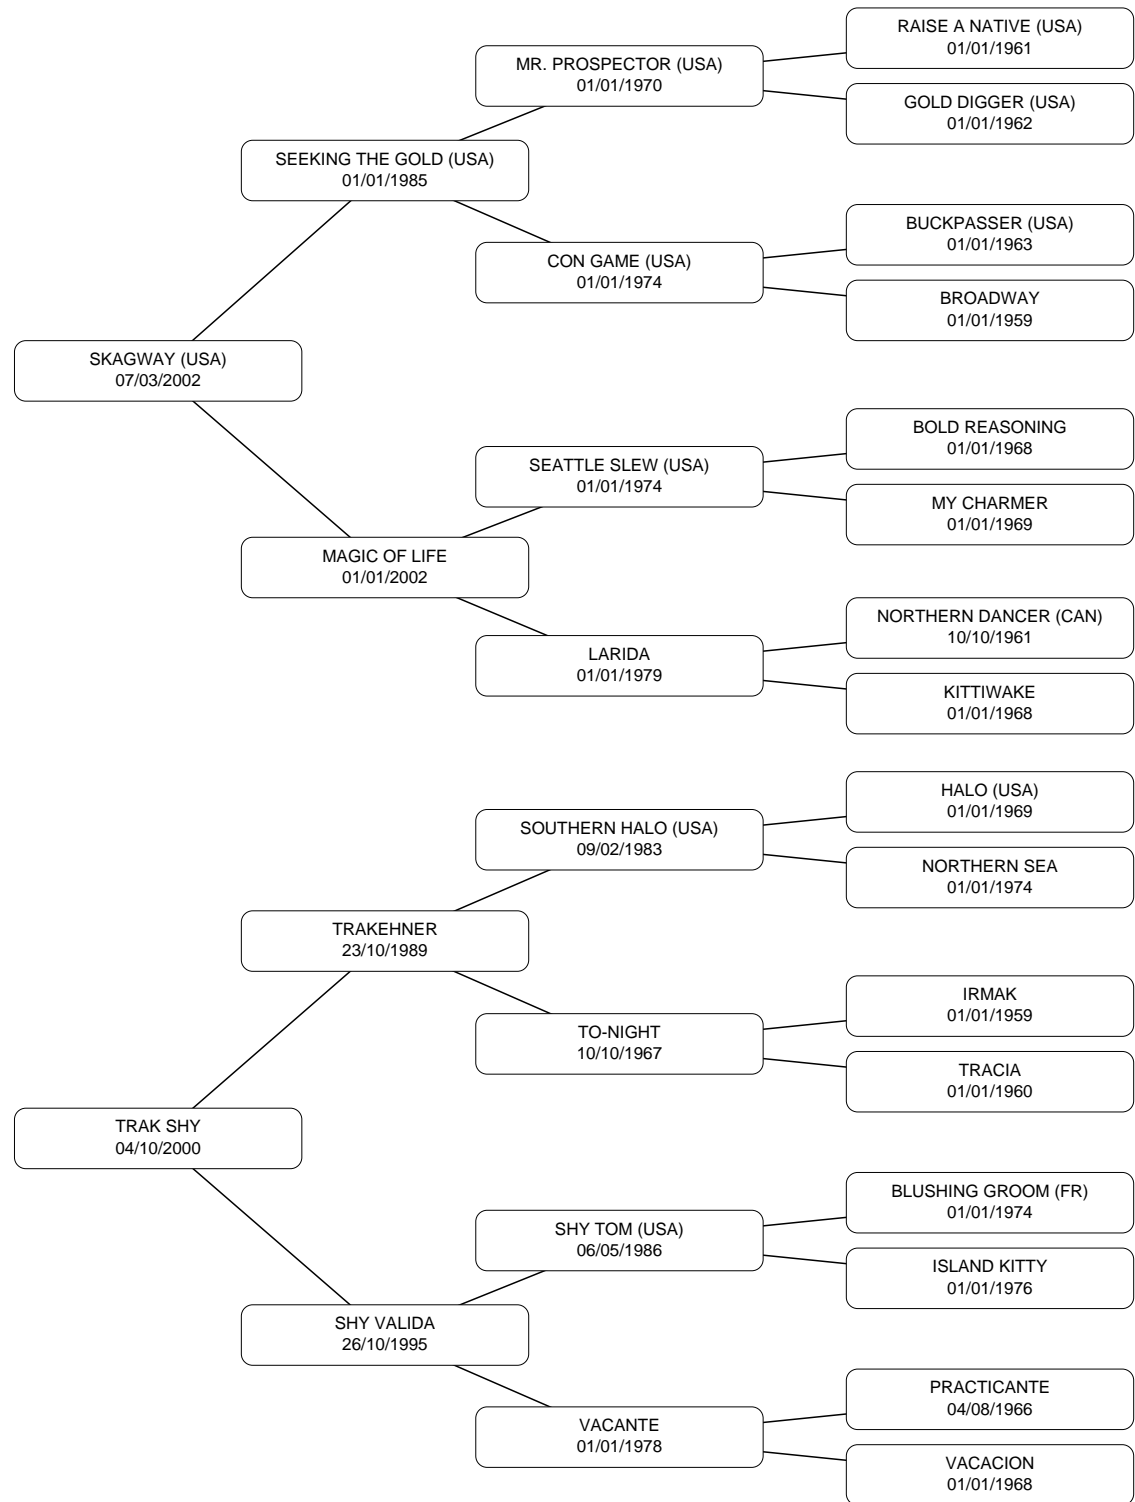 RAISE A NATIVE (USA)
01/01/1961
MR. PROSPECTOR (USA)
01/01/1970
GOLD DIGGER (USA)
01/01/1962
SEEKING THE GOLD (USA)
01/01/1985
BUCKPASSER (USA)
01/01/1963
CON GAME (USA)
01/01/1974
BROADWAY
01/01/1959
SKAGWAY (USA)
07/03/2002
BOLD REASONING
01/01/1968
SEATTLE SLEW (USA)
01/01/1974
MY CHARMER
01/01/1969
MAGIC OF LIFE
01/01/2002
NORTHERN DANCER (CAN)
10/10/1961
LARIDA
01/01/1979
KITTIWAKE
01/01/1968
HALO (USA)
01/01/1969
SOUTHERN HALO (USA)
09/02/1983
NORTHERN SEA
01/01/1974
TRAKEHNER
23/10/1989
IRMAK
01/01/1959
TO-NIGHT
10/10/1967
TRACIA
01/01/1960
TRAK SHY
04/10/2000
BLUSHING GROOM (FR)
01/01/1974
SHY TOM (USA)
06/05/1986
ISLAND KITTY
01/01/1976
SHY VALIDA
26/10/1995
PRACTICANTE
04/08/1966
VACANTE
01/01/1978
VACACION
01/01/1968